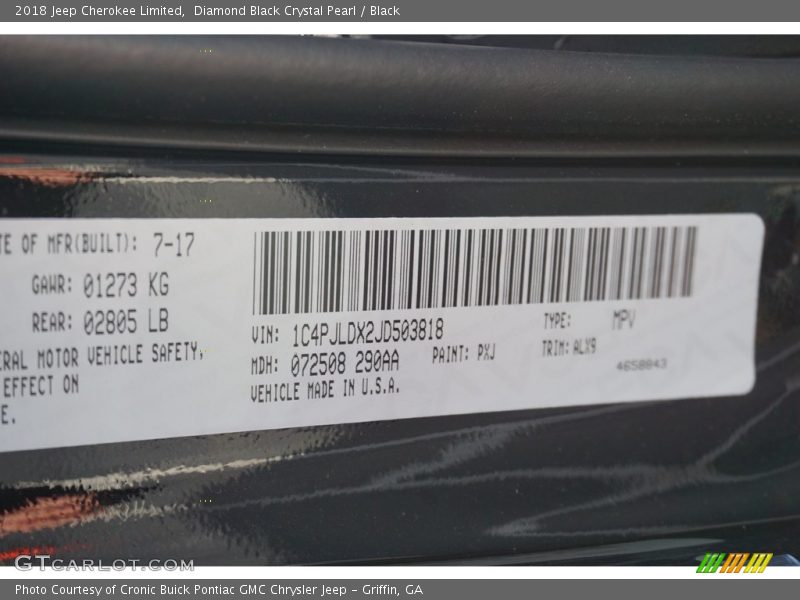 2018 Jeep Cherokee Limited, Diamond Black Crystal Pearl / Black
TE OF MFR(BUILT): 7-17
GAWR: 01273 KG
REAR: 02805 LB
ERAL MOTOR VEHICLE SAFETY,
EFFECT ON
E.
VIN: 1C4PJLDX2JD503818
TYPE: MPV
MDH: 072508 290AA
PAINT: PXJ
TRIM: ALX9
VEHICLE MADE IN U.S.A.
4658843
GTCARLOT.COM
Photo Courtesy of Cronic Buick Pontiac GMC Chrysler Jeep - Griffin, GA